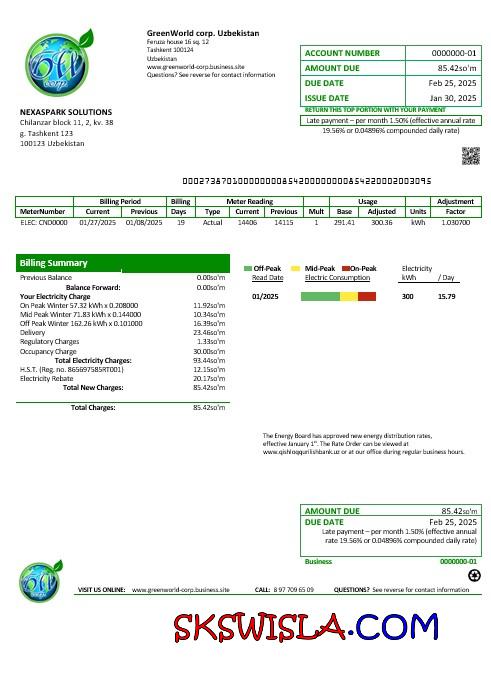 GreenWorld corp. Uzbekistan
Feruza house 16 sq. 12
Tashkent 100124
Uzbekistan
www.greenworld-corp.business.site
Questions? See reverse for contact information
GW
corp.
ACCOUNT NUMBER 0000000-01
AMOUNT DUE 85.42so'm
DUE DATE Feb 25, 2025
ISSUE DATE Jan 30, 2025
RETURN THIS TOP PORTION WITH YOUR PAYMENT
Late payment – per month 1.50% (effective annual rate
19.56% or 0.04896% compounded daily rate)
NEXASPARK SOLUTIONS
Chilanzar block 11, 2, kv. 38
g. Tashkent 123
100123 Uzbekistan
Billing Period Billing Meter Reading Usage Adjustment
MeterNumber Current Previous Days Type Current Previous Mult Base Adjusted Units Factor
ELEC: CND0000 01/27/2025 01/08/2025 19 Actual 14406 14115 1 291.41 300.36 kWh 1.030700
Billing Summary
Previous Balance 0.00so'm
Balance Forward: 0.00so'm
Your Electricity Charge
On Peak Winter 57.32 kWh x 0.208000 11.92so'm
Mid Peak Winter 71.83 kWh x 0.144000 10.34so'm
Off Peak Winter 162.26 kWh x 0.101000 16.39so'm
Delivery 23.46so'm
Regulatory Charges 1.33so'm
Occupancy Charge 30.00so'm
Total Electricity Charges: 93.44so'm
H.S.T. (Reg. no. 865697585RT001) 12.15so'm
Electricity Rebate 20.17so'm
Total New Charges: 85.42so'm
Total Charges: 85.42so'm
Off-Peak Mid-Peak On-Peak Electricity
Read Date Electric Consumption kWh / Day
01/2025 300 15.79
The Energy Board has approved new energy distribution rates,
effective January 1st. The Rate Order can be viewed at
www.qishloqqurilishbank.uz or at our office during regular business hours.
AMOUNT DUE 85.42so'm
DUE DATE Feb 25, 2025
Late payment – per month 1.50% (effective annual
rate 19.56% or 0.04896% compounded daily rate)
Business 0000000-01
GW
corp.
VISIT US ONLINE: www.greenworld-corp.business.site CALL: 8 97 709 65 09 QUESTIONS? See reverse for contact information
SKSWISLA.COM